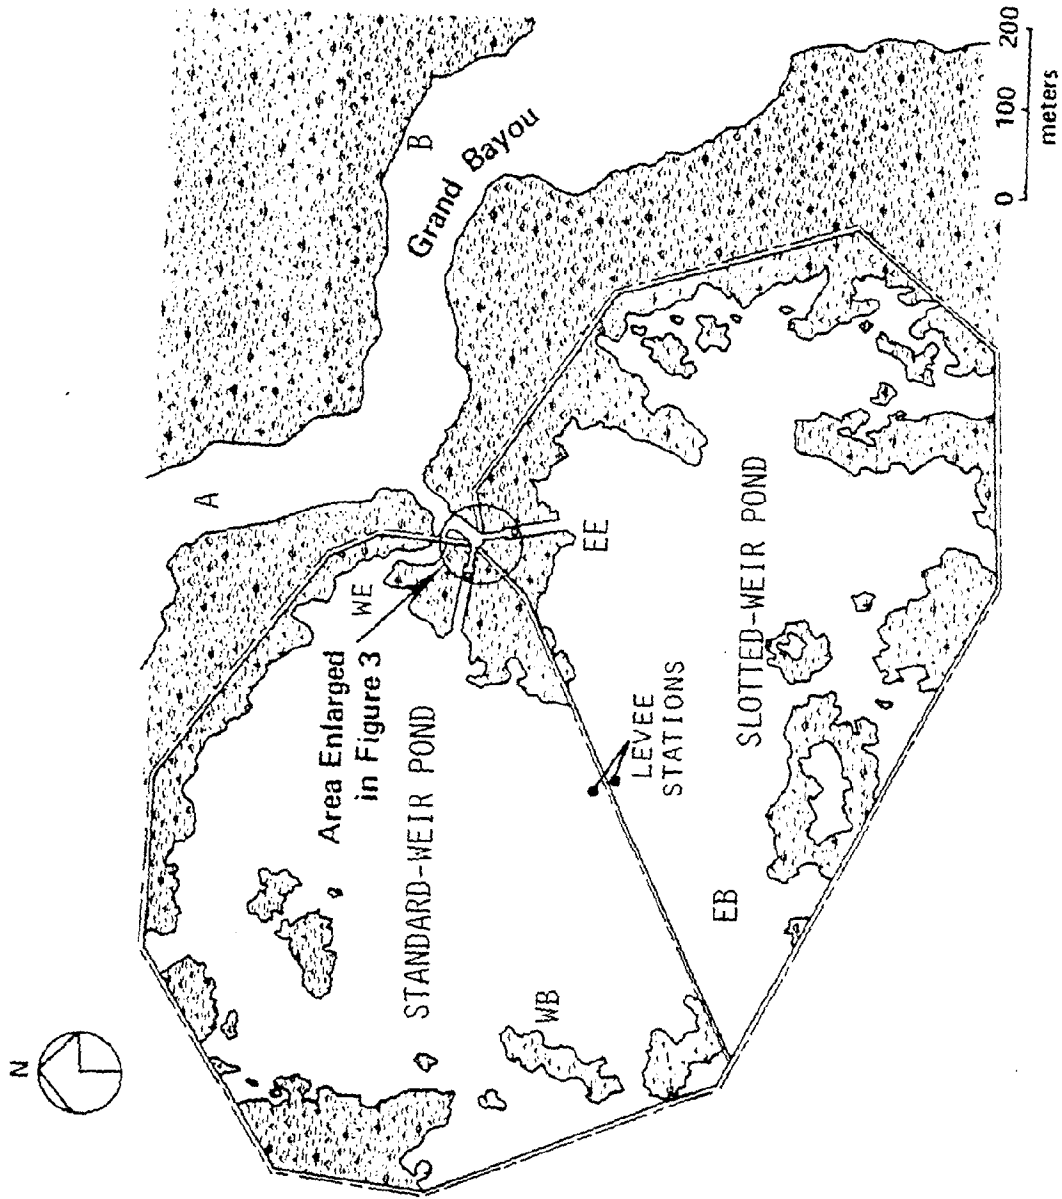 N
A
B
Grand Bayou
WE
Area Enlarged
in Figure 3
EE
STANDARD-WEIR POND
SLOTTED-WEIR POND
LEVEE
STATIONS
WB
EB
0 100 200
meters